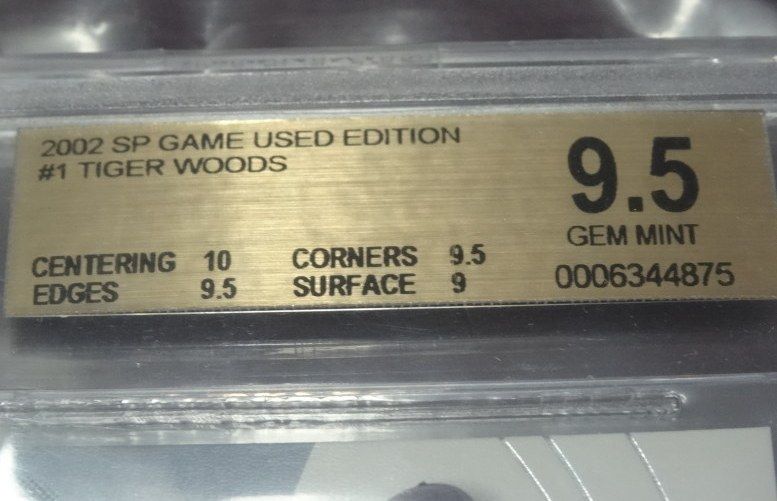 2002 SP GAME USED EDITION
#1 TIGER WOODS
9.5
GEM MINT
CENTERING 10 CORNERS 9.5
EDGES 9.5 SURFACE 9
0006344875